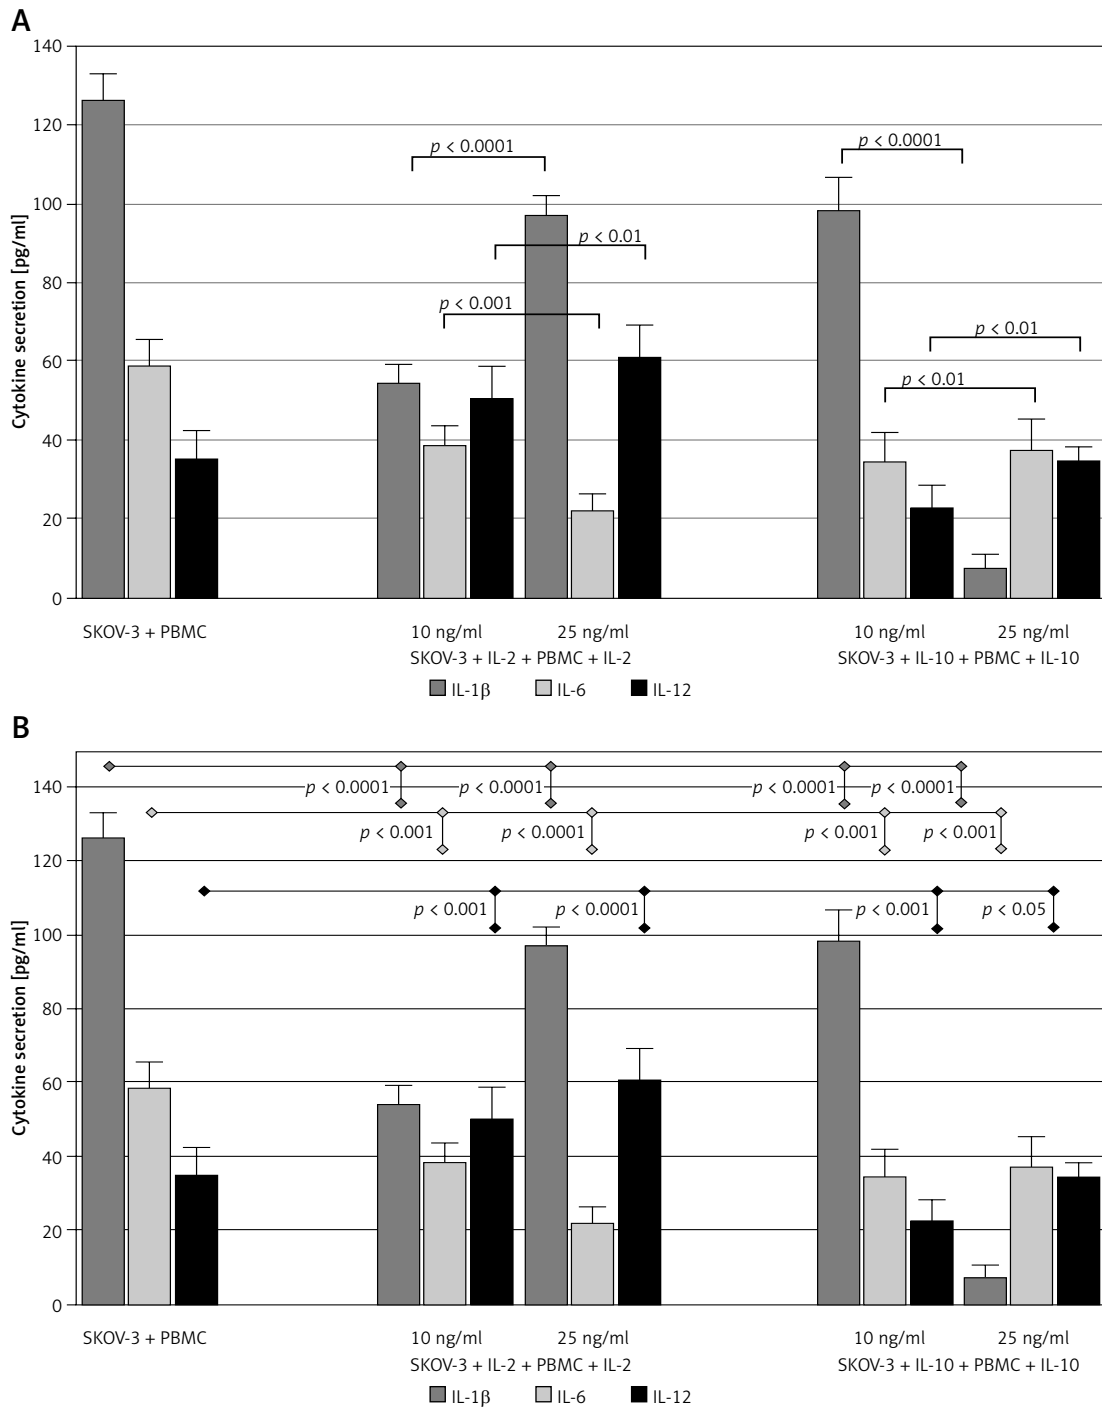 A
Cytokine secretion [pg/ml]
140
120
100
80
60
40
20
0
p < 0.0001
p < 0.0001
p < 0.01
p < 0.001
p < 0.01
p < 0.01
SKOV-3 + PBMC
10 ng/ml
25 ng/ml
10 ng/ml
25 ng/ml
SKOV-3 + IL-2 + PBMC + IL-2
SKOV-3 + IL-10 + PBMC + IL-10
IL-1β IL-6 IL-12
B
Cytokine secretion [pg/ml]
140
120
100
80
60
40
20
0
p < 0.0001
p < 0.0001
p < 0.0001
p < 0.0001
p < 0.001
p < 0.0001
p < 0.001
p < 0.001
p < 0.001
p < 0.0001
p < 0.001
p < 0.05
SKOV-3 + PBMC
10 ng/ml
25 ng/ml
10 ng/ml
25 ng/ml
SKOV-3 + IL-2 + PBMC + IL-2
SKOV-3 + IL-10 + PBMC + IL-10
IL-1β IL-6 IL-12